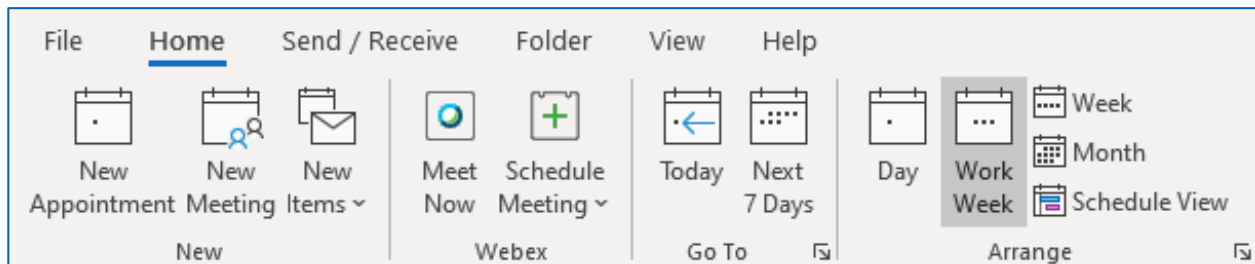 File Home Send / Receive Folder View Help
Week
Month
New New New Meet Schedule Today Next Day Work
Appointment Meeting Items Now Meeting 7 Days Week Schedule View
New Webex Go To Arrange